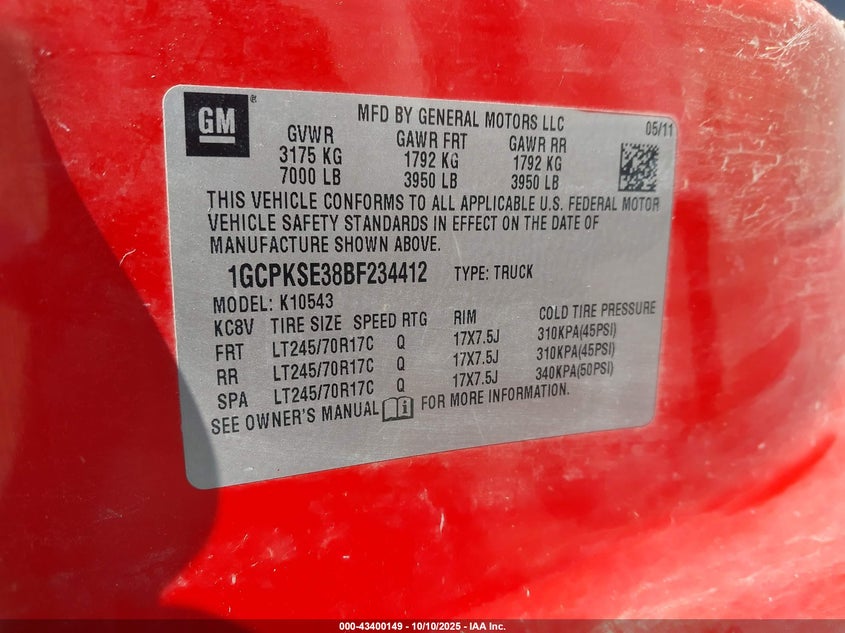 GM ®
MFD BY GENERAL MOTORS LLC
05/11
GVWR GAWR FRT GAWR RR
3175 KG 1792 KG 1792 KG
7000 LB 3950 LB 3950 LB
THIS VEHICLE CONFORMS TO ALL APPLICABLE U.S. FEDERAL MOTOR
VEHICLE SAFETY STANDARDS IN EFFECT ON THE DATE OF
MANUFACTURE SHOWN ABOVE.
1GCPKSE38BF234412 TYPE: TRUCK
MODEL: K10543
KC8V TIRE SIZE SPEED RTG RIM COLD TIRE PRESSURE
FRT LT245/70R17C Q 17X7.5J 310KPA(45PSI)
RR LT245/70R17C Q 17X7.5J 310KPA(45PSI)
SPA LT245/70R17C Q 17X7.5J 340KPA(50PSI)
SEE OWNER'S MANUAL FOR MORE INFORMATION.
000-43400149 - 10/10/2025 - IAA Inc.